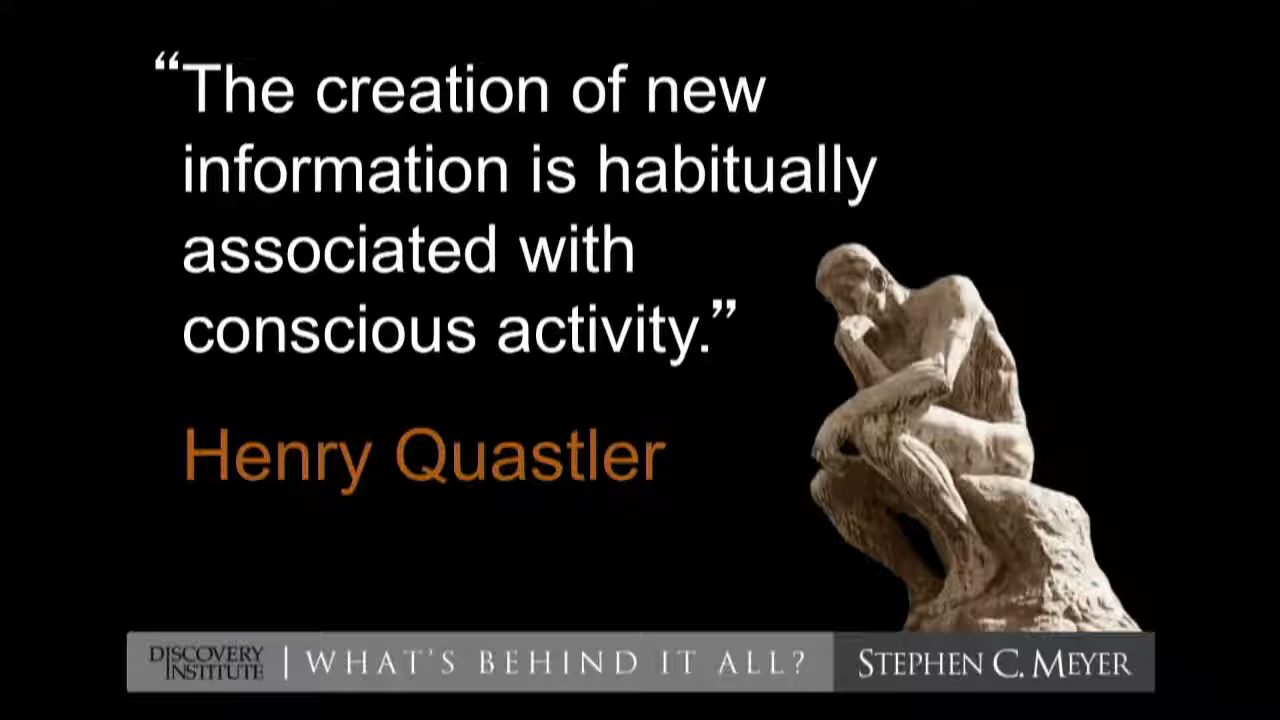 “The creation of new
information is habitually
associated with
conscious activity.”
Henry Quastler
DISCOVERY
INSTITUTE
WHAT'S BEHIND IT ALL?
STEPHEN C. MEYER